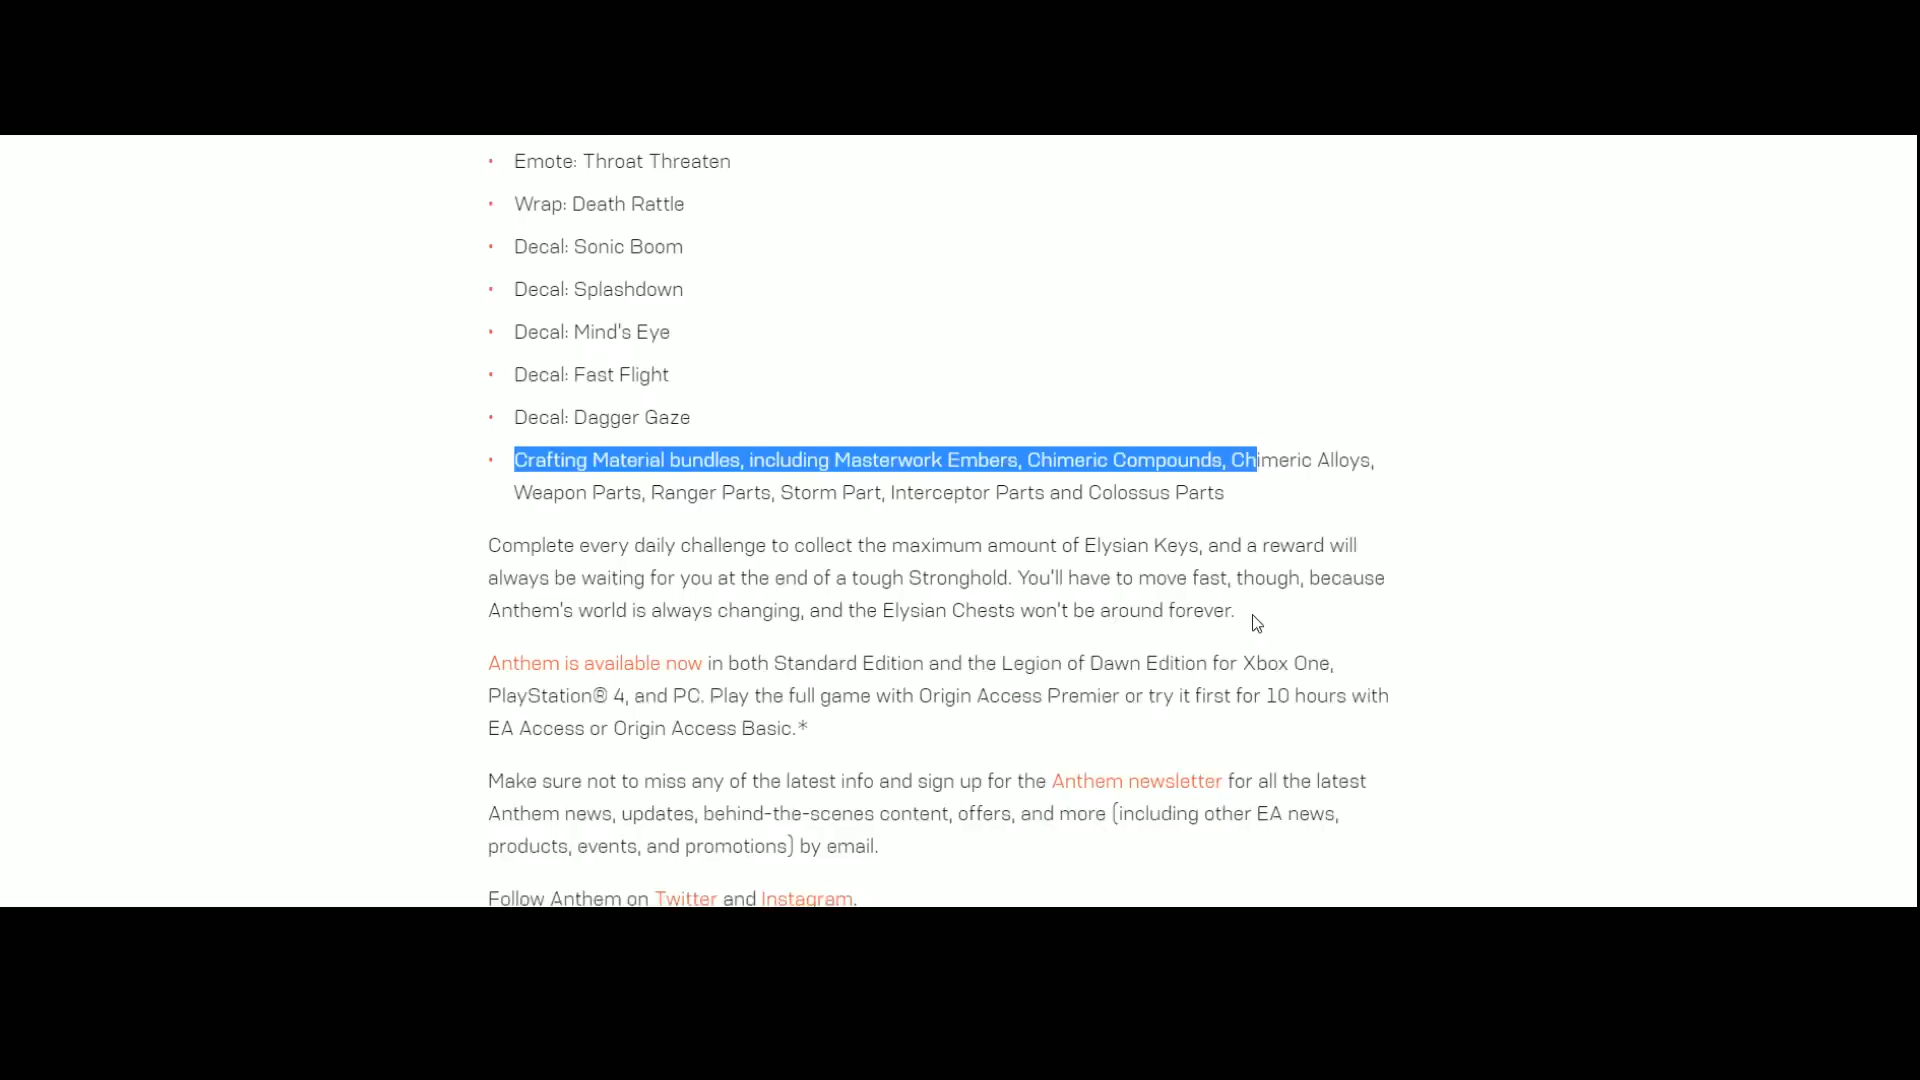 • Emote: Throat Threaten
• Wrap: Death Rattle
• Decal: Sonic Boom
• Decal: Splashdown
• Decal: Mind's Eye
• Decal: Fast Flight
• Decal: Dagger Gaze
• Crafting Material bundles, including Masterwork Embers, Chimeric Compounds, Chimeric Alloys,
Weapon Parts, Ranger Parts, Storm Part, Interceptor Parts and Colossus Parts
Complete every daily challenge to collect the maximum amount of Elysian Keys, and a reward will
always be waiting for you at the end of a tough Stronghold. You'll have to move fast, though, because
Anthem's world is always changing, and the Elysian Chests won't be around forever.
Anthem is available now in both Standard Edition and the Legion of Dawn Edition for Xbox One,
PlayStation® 4, and PC. Play the full game with Origin Access Premier or try it first for 10 hours with
EA Access or Origin Access Basic.*
Make sure not to miss any of the latest info and sign up for the Anthem newsletter for all the latest
Anthem news, updates, behind-the-scenes content, offers, and more (including other EA news,
products, events, and promotions) by email.
Follow Anthem on Twitter and Instagram.